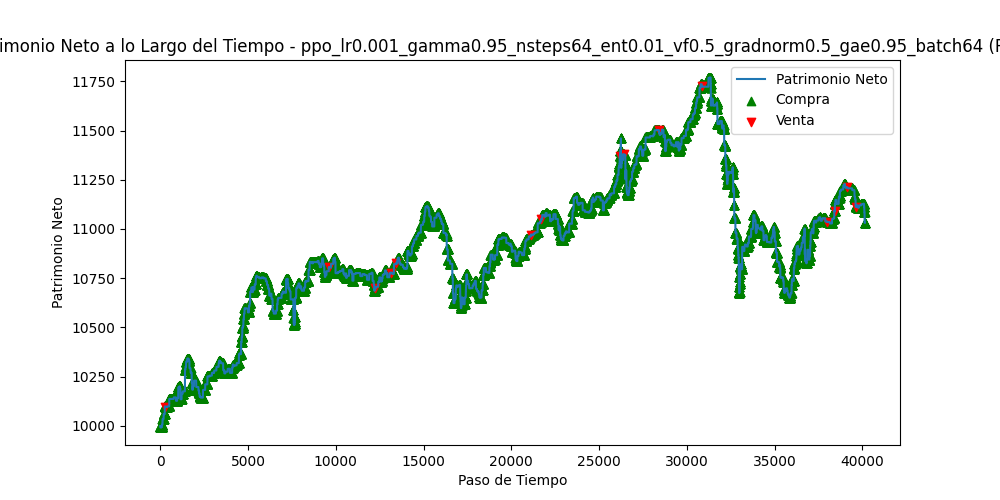 imonio Neto a lo Largo del Tiempo - ppo_lr0.001_gamma0.95_nsteps64_ent0.01_vf0.5_gradnorm0.5_gae0.95_batch64 (F
Patrimonio Neto
Compra
Venta
11750
11500
11250
11000
10750
10500
10250
10000
Patrimonio Neto
0
5000
10000
15000
20000
25000
30000
35000
40000
Paso de Tiempo